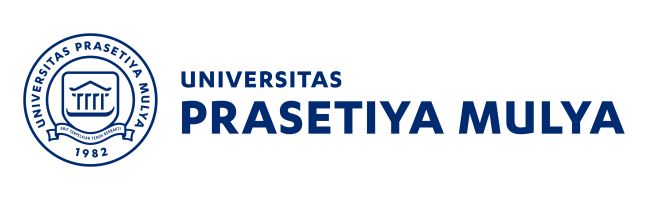 UNIVERSITAS PRASETIYA MULYA
1982
UNIVERSITAS
PRASETIYA MULYA